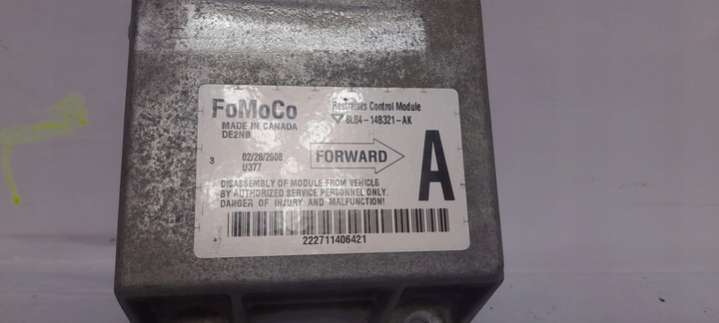 FoMoCo
MADE IN CANADA
DE2NB
Restraints Control Module
8L84-14B321-AK
3
02/28/2008
U377
FORWARD
A
DISASSEMBLY OF MODULE FROM VEHICLE
BY AUTHORIZED SERVICE PERSONNEL ONLY.
DANGER OF INJURY AND MALFUNCTION!
222711406421